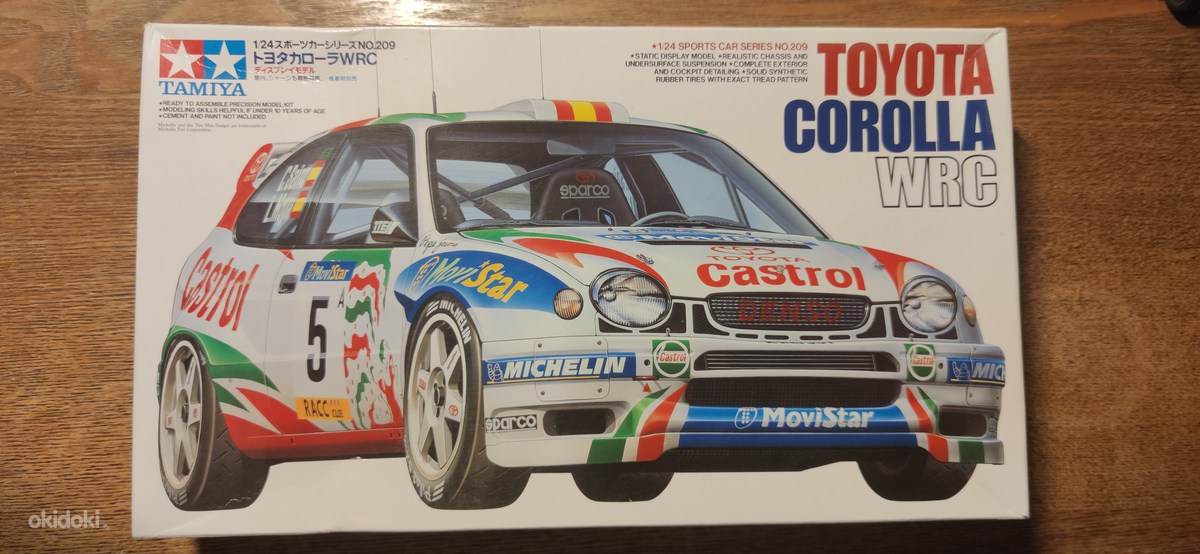 TAMIYA
1/24スポーツカーシリーズNO.209
トヨタカローラWRC
ディスプレイモデル
★READY TO ASSEMBLE PRECISION MODEL KIT
★MODELING SKILLS HELPFUL IF UNDER 10 YEARS OF AGE
★CEMENT AND PAINT NOT INCLUDED
★1/24 SPORTS CAR SERIES NO.209
★STATIC DISPLAY MODEL ★REALISTIC CHASSIS AND
UNDERSURFACE SUSPENSION ★COMPLETE EXTERIOR
AND COCKPIT DETAILING ★SOLID SYNTHETIC
RUBBER TIRES WITH EXACT TREAD PATTERN
TOYOTA
COROLLA
WRC
sparco
MoviStar
TOYOTA
Castrol
DENSO
Castrol
MoviStar
5
A
RACC
CLUB
MoviStar
MICHELIN
MICHELIN
Castrol
Castrol
MIC
sparco
MoviStar
okidoki